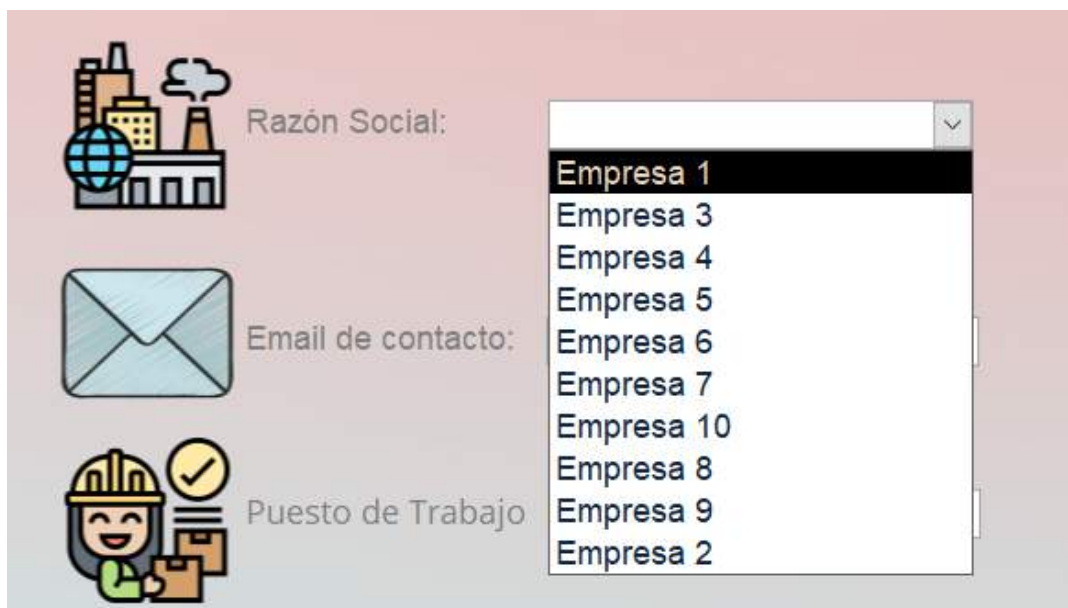 Razón Social:
Empresa 1
Empresa 3
Empresa 4
Empresa 5
Empresa 6
Empresa 7
Empresa 10
Empresa 8
Empresa 9
Empresa 2
Email de contacto:
Puesto de Trabajo